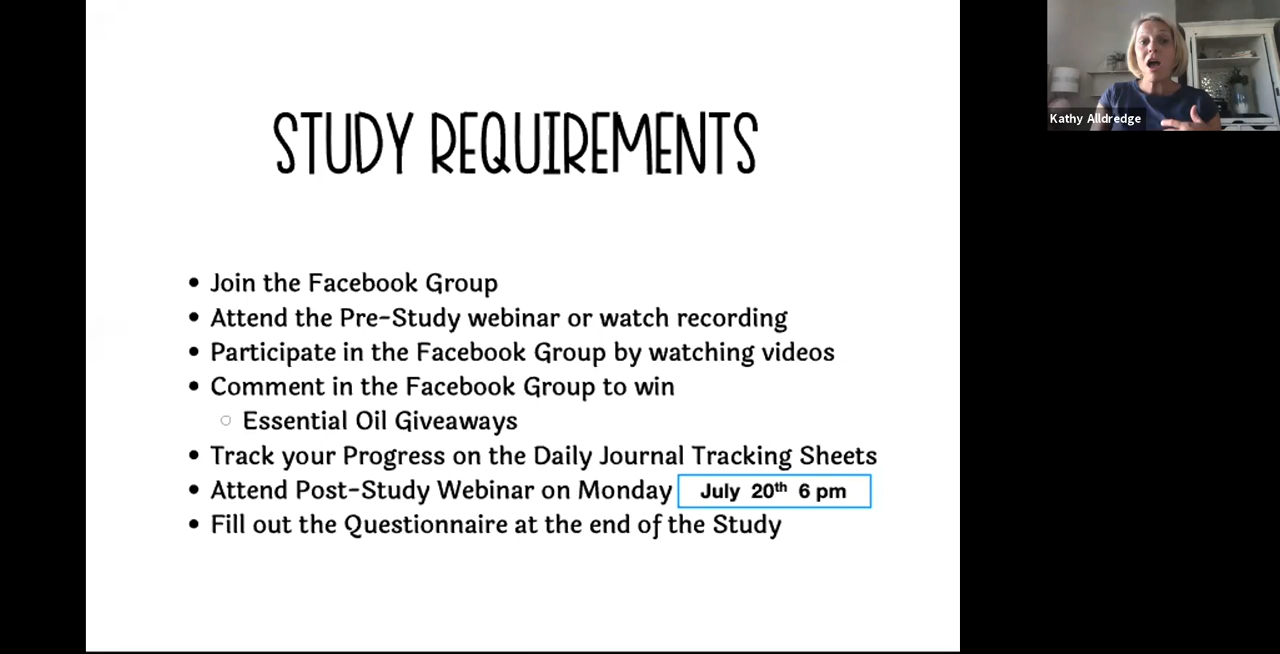 STUDY REQUIREMENTS
Kathy Alldredge
• Join the Facebook Group
• Attend the Pre-Study webinar or watch recording
• Participate in the Facebook Group by watching videos
• Comment in the Facebook Group to win
○ Essential Oil Giveaways
• Track your Progress on the Daily Journal Tracking Sheets
• Attend Post-Study Webinar on Monday July 20th 6 pm
• Fill out the Questionnaire at the end of the Study